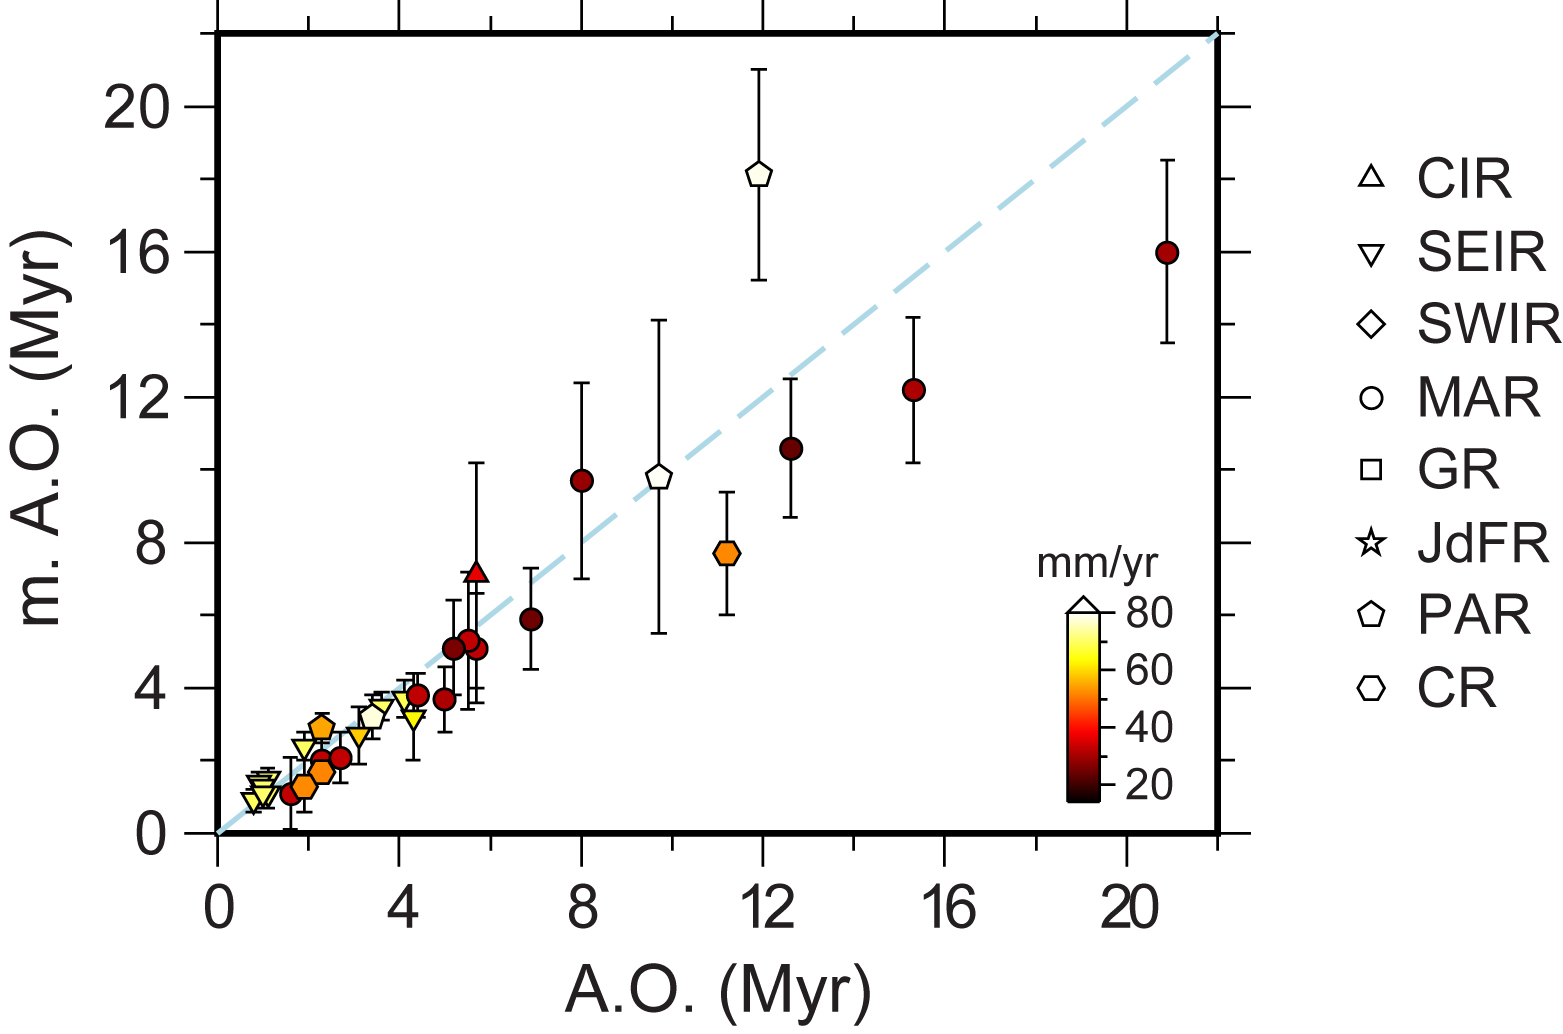 m. A.O. (Myr)
20
16
12
8
4
0
0 4 8 12 16 20
A.O. (Myr)
mm/yr
80
60
40
20
CIR
SEIR
SWIR
MAR
GR
JdFR
PAR
CR